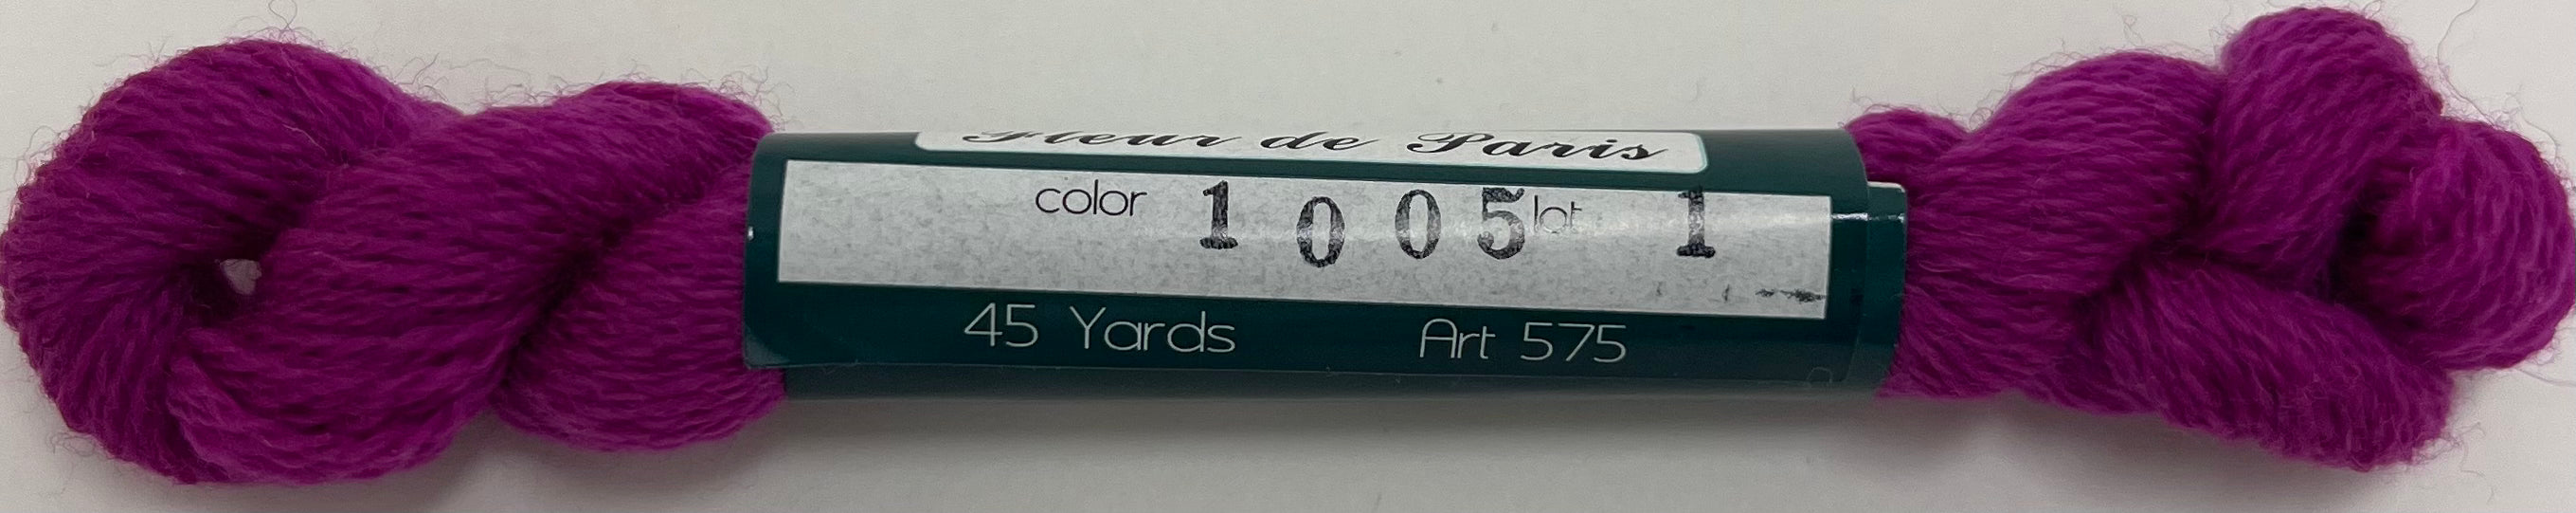 Fleur de Paris
color 1005 lot 1
45 Yards Art 575